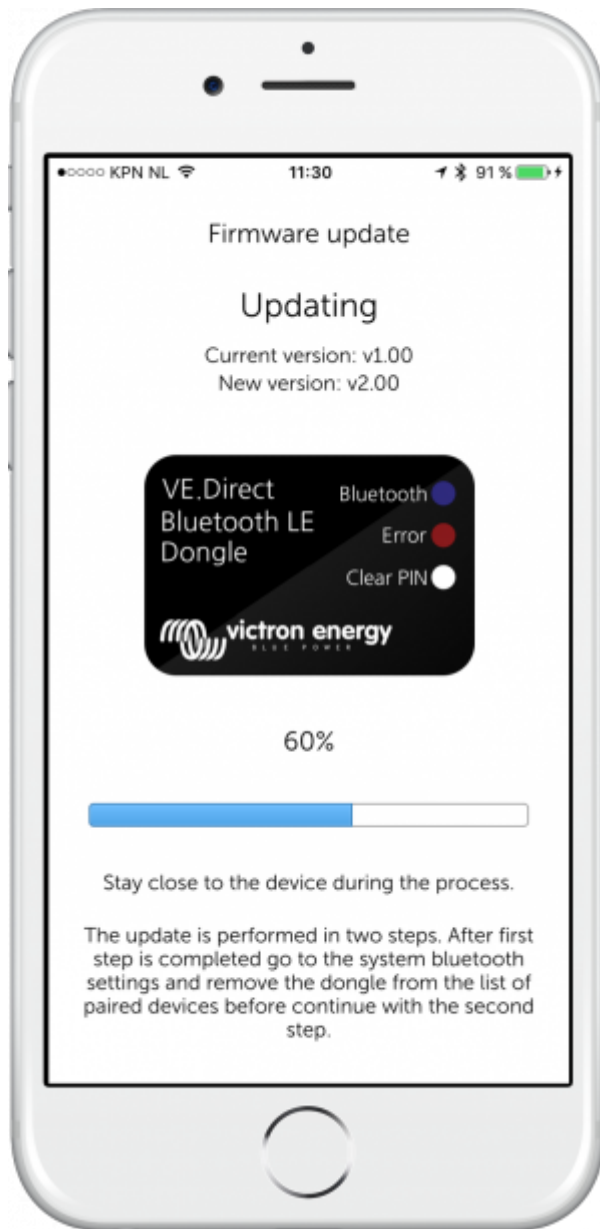 KPN NL 11:30 91 %
Firmware update
Updating
Current version: v1.00
New version: v2.00
VE.Direct
Bluetooth LE
Dongle
Bluetooth
Error
Clear PIN
victron energy
BLUE POWER
60%
Stay close to the device during the process.
The update is performed in two steps. After first
step is completed go to the system bluetooth
settings and remove the dongle from the list of
paired devices before continue with the second
step.